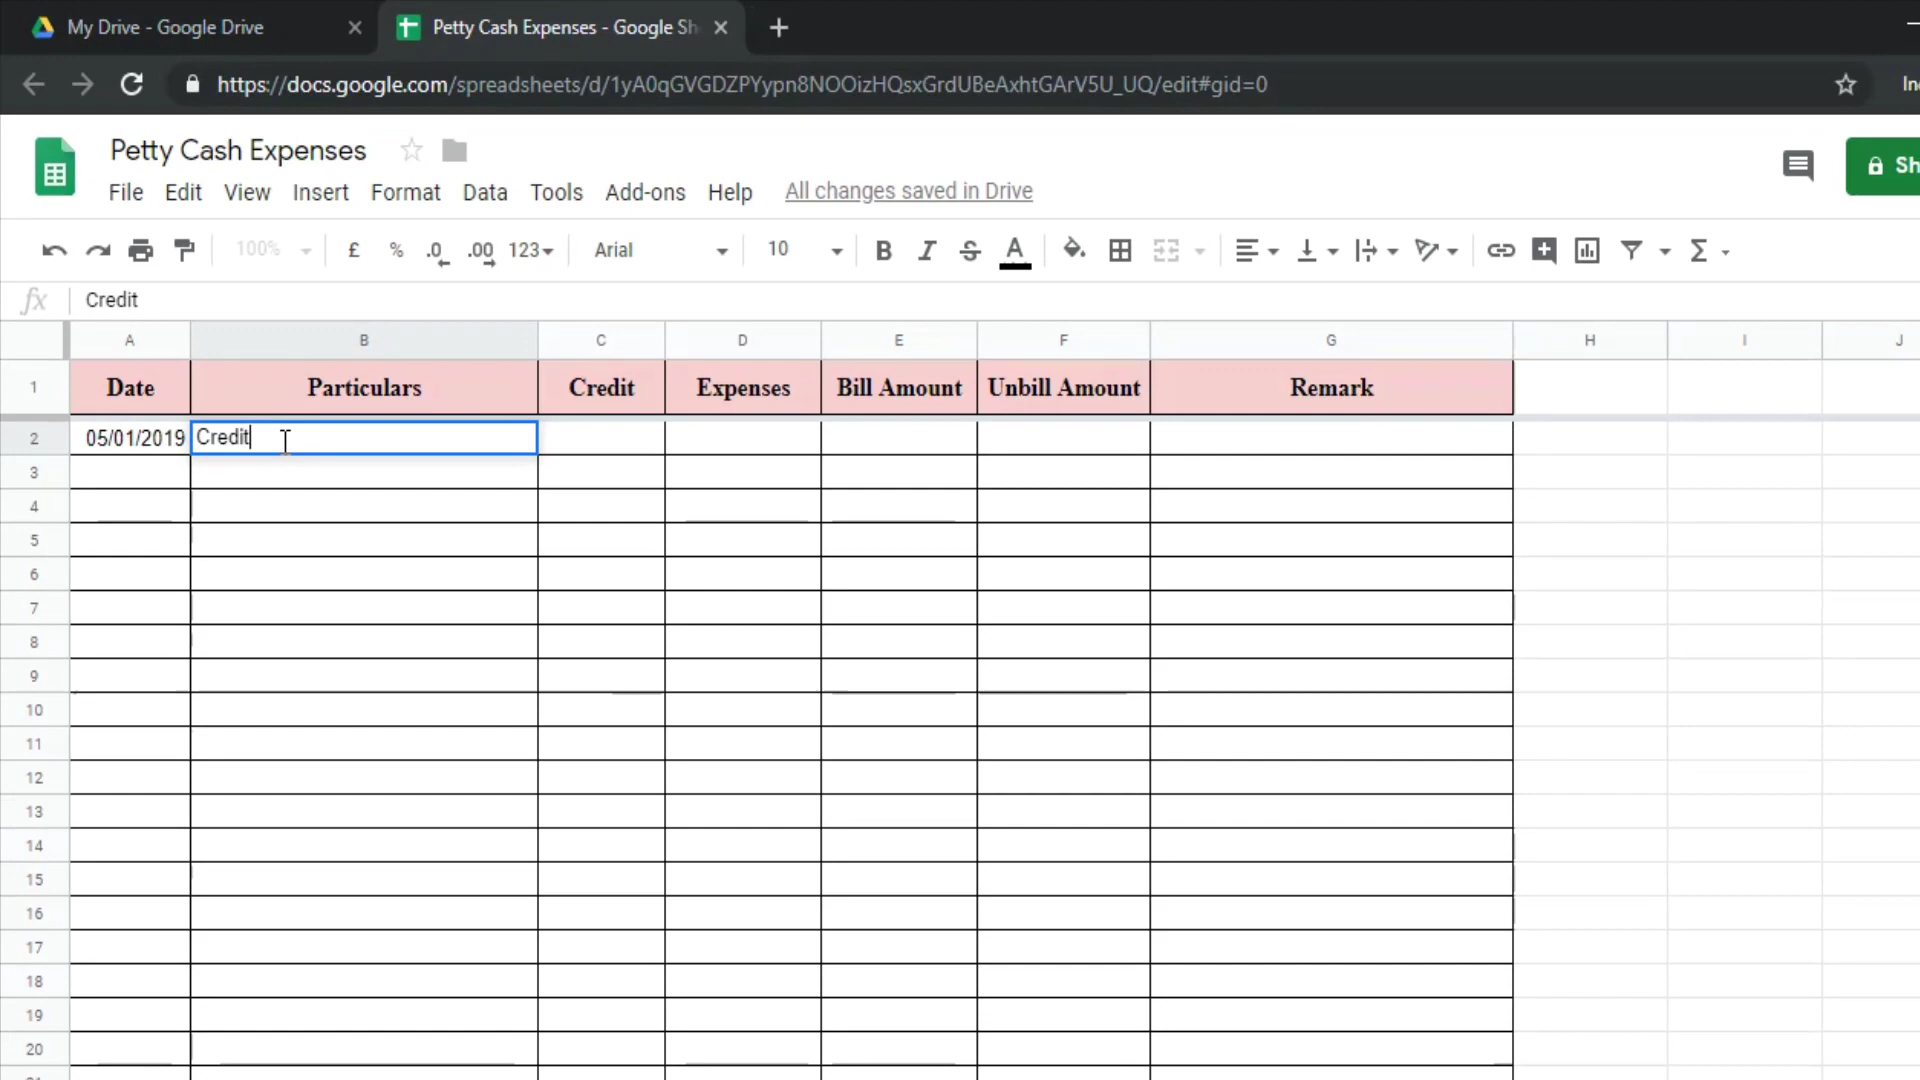 My Drive - Google Drive
Petty Cash Expenses - Google Sh
https://docs.google.com/spreadsheets/d/1yA0qGVGDZPYypn8NOOizHQsxGrdUBeAxhtGArV5U_UQ/edit#gid=0
Petty Cash Expenses
File Edit View Insert Format Data Tools Add-ons Help All changes saved in Drive
100% £ % .0 .00 123 Arial 10 B I S A Σ
fx Credit
A B C D E F G H I J
1 Date Particulars Credit Expenses Bill Amount Unbill Amount Remark
2 05/01/2019 Credit
3
4
5
6
7
8
9
10
11
12
13
14
15
16
17
18
19
20